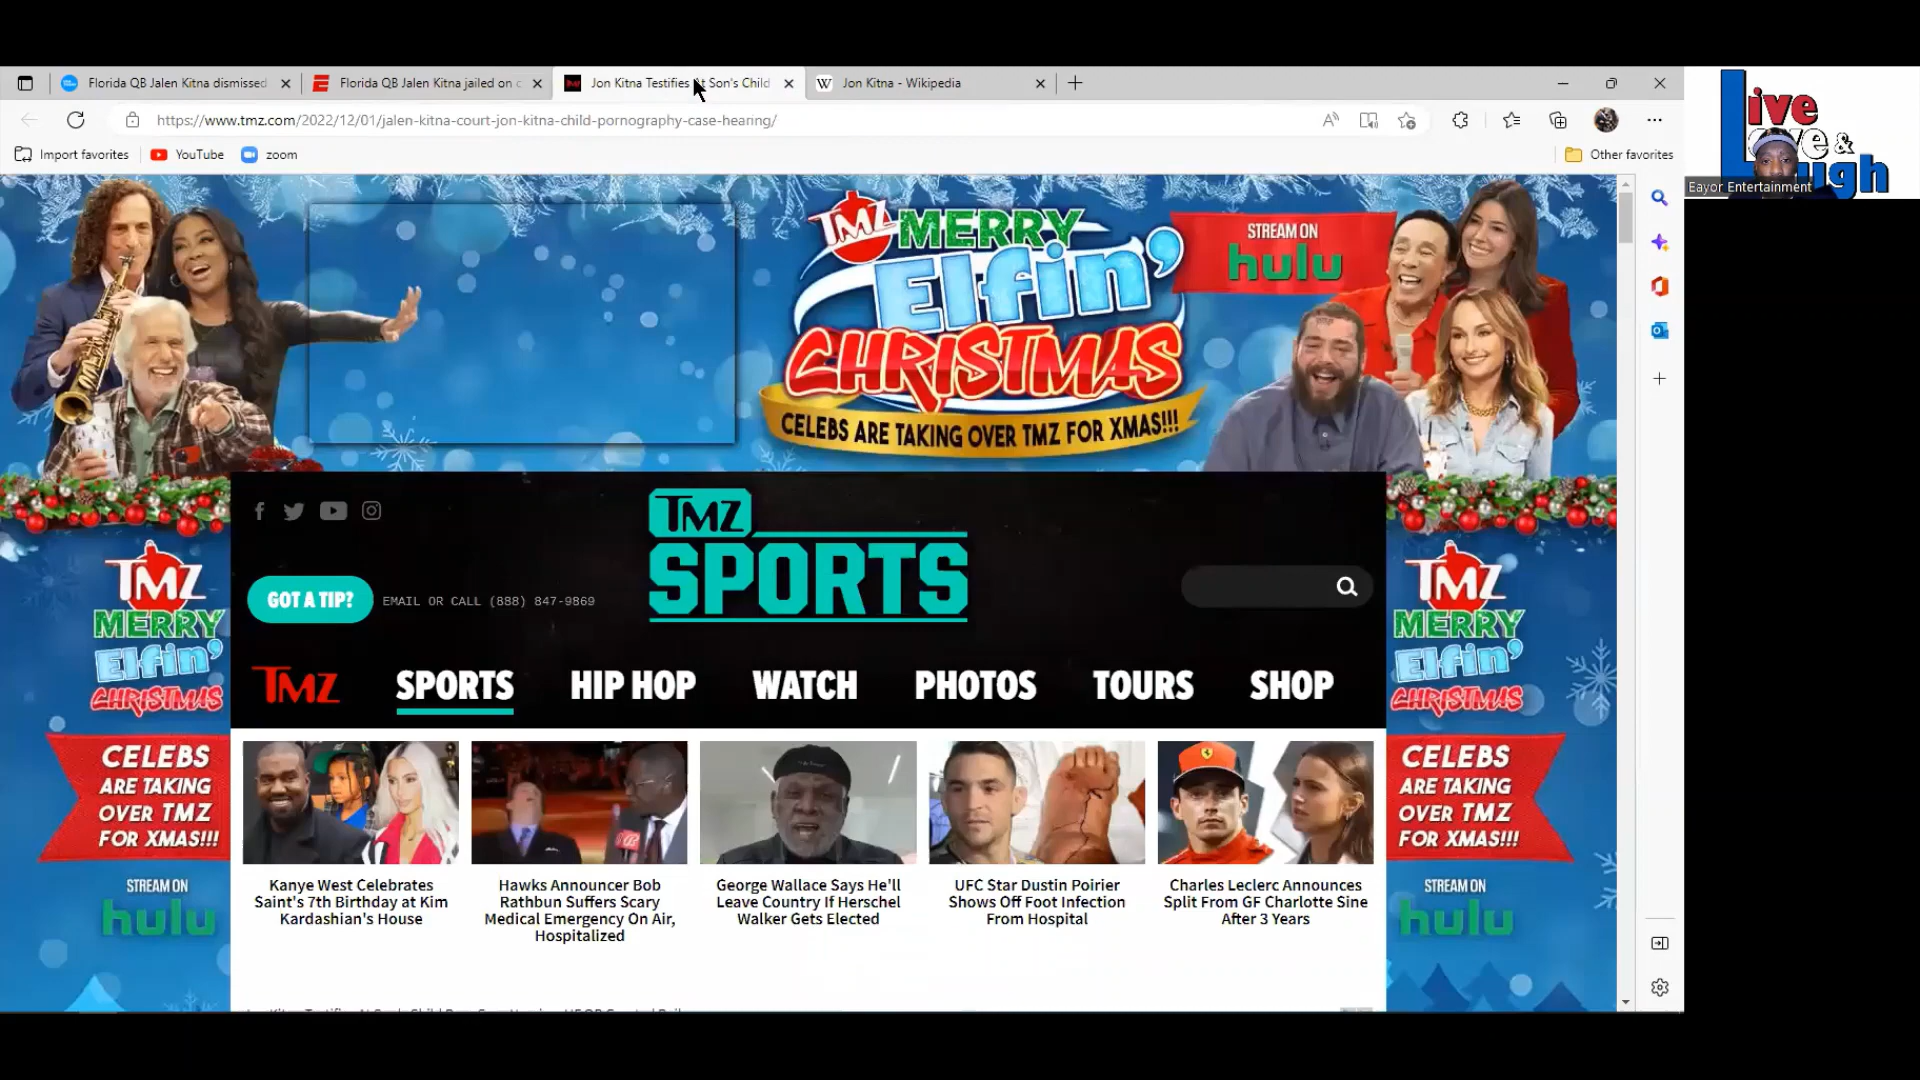 Florida QB Jalen Kitna dismissed
Florida QB Jalen Kitna jailed on c
Jon Kitna Testifies At Son's Child
Jon Kitna - Wikipedia
https://www.tmz.com/2022/12/01/jalen-kitna-court-jon-kitna-child-pornography-case-hearing/
Import favorites
YouTube
zoom
Other favorites
Live
Love &
Laugh
Eayor Entertainment
TMZ MERRY
Elfin'
CHRISTMAS
CELEBS ARE TAKING OVER TMZ FOR XMAS!!!
STREAM ON
hulu
TMZ
SPORTS
GOT A TIP?
EMAIL OR CALL (888) 847-9869
TMZ
SPORTS
HIP HOP
WATCH
PHOTOS
TOURS
SHOP
TMZ
MERRY
Elfin'
CHRISTMAS
CELEBS
ARE TAKING
OVER TMZ
FOR XMAS!!!
STREAM ON
hulu
Kanye West Celebrates
Saint's 7th Birthday at Kim
Kardashian's House
Hawks Announcer Bob
Rathbun Suffers Scary
Medical Emergency On Air,
Hospitalized
George Wallace Says He'll
Leave Country If Herschel
Walker Gets Elected
UFC Star Dustin Poirier
Shows Off Foot Infection
From Hospital
Charles Leclerc Announces
Split From GF Charlotte Sine
After 3 Years
TMZ
MERRY
Elfin'
CHRISTMAS
CELEBS
ARE TAKING
OVER TMZ
FOR XMAS!!!
STREAM ON
hulu